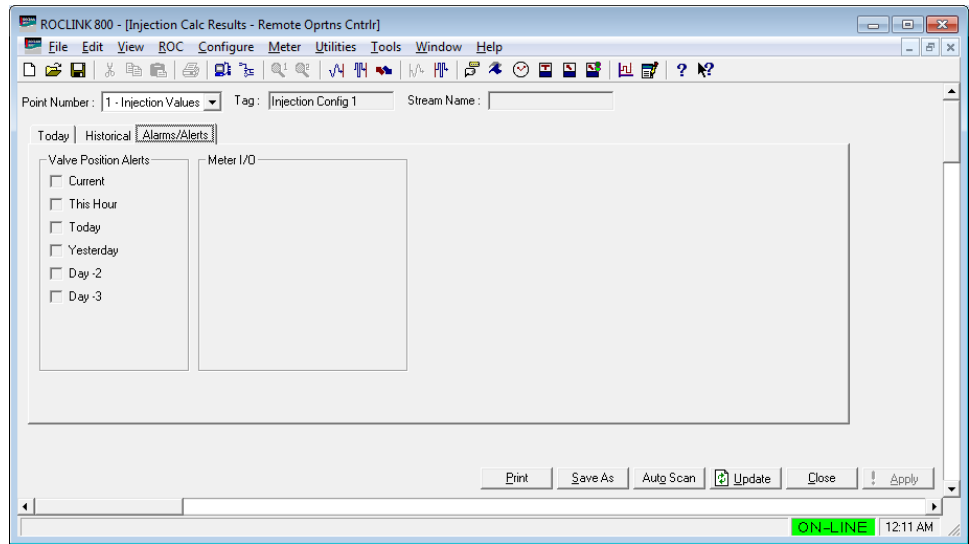 ROCLINK 800 - [Injection Calc Results - Remote Oprtns Cntrlr]
File Edit View ROC Configure Meter Utilities Tools Window Help
Point Number : 1 - Injection Values Tag : Injection Config 1 Stream Name :
Today Historical Alarms/Alerts
Valve Position Alerts Meter I/O
Current
This Hour
Today
Yesterday
Day -2
Day -3
Print Save As Auto Scan Update Close ! Apply
ON-LINE 12:11 AM